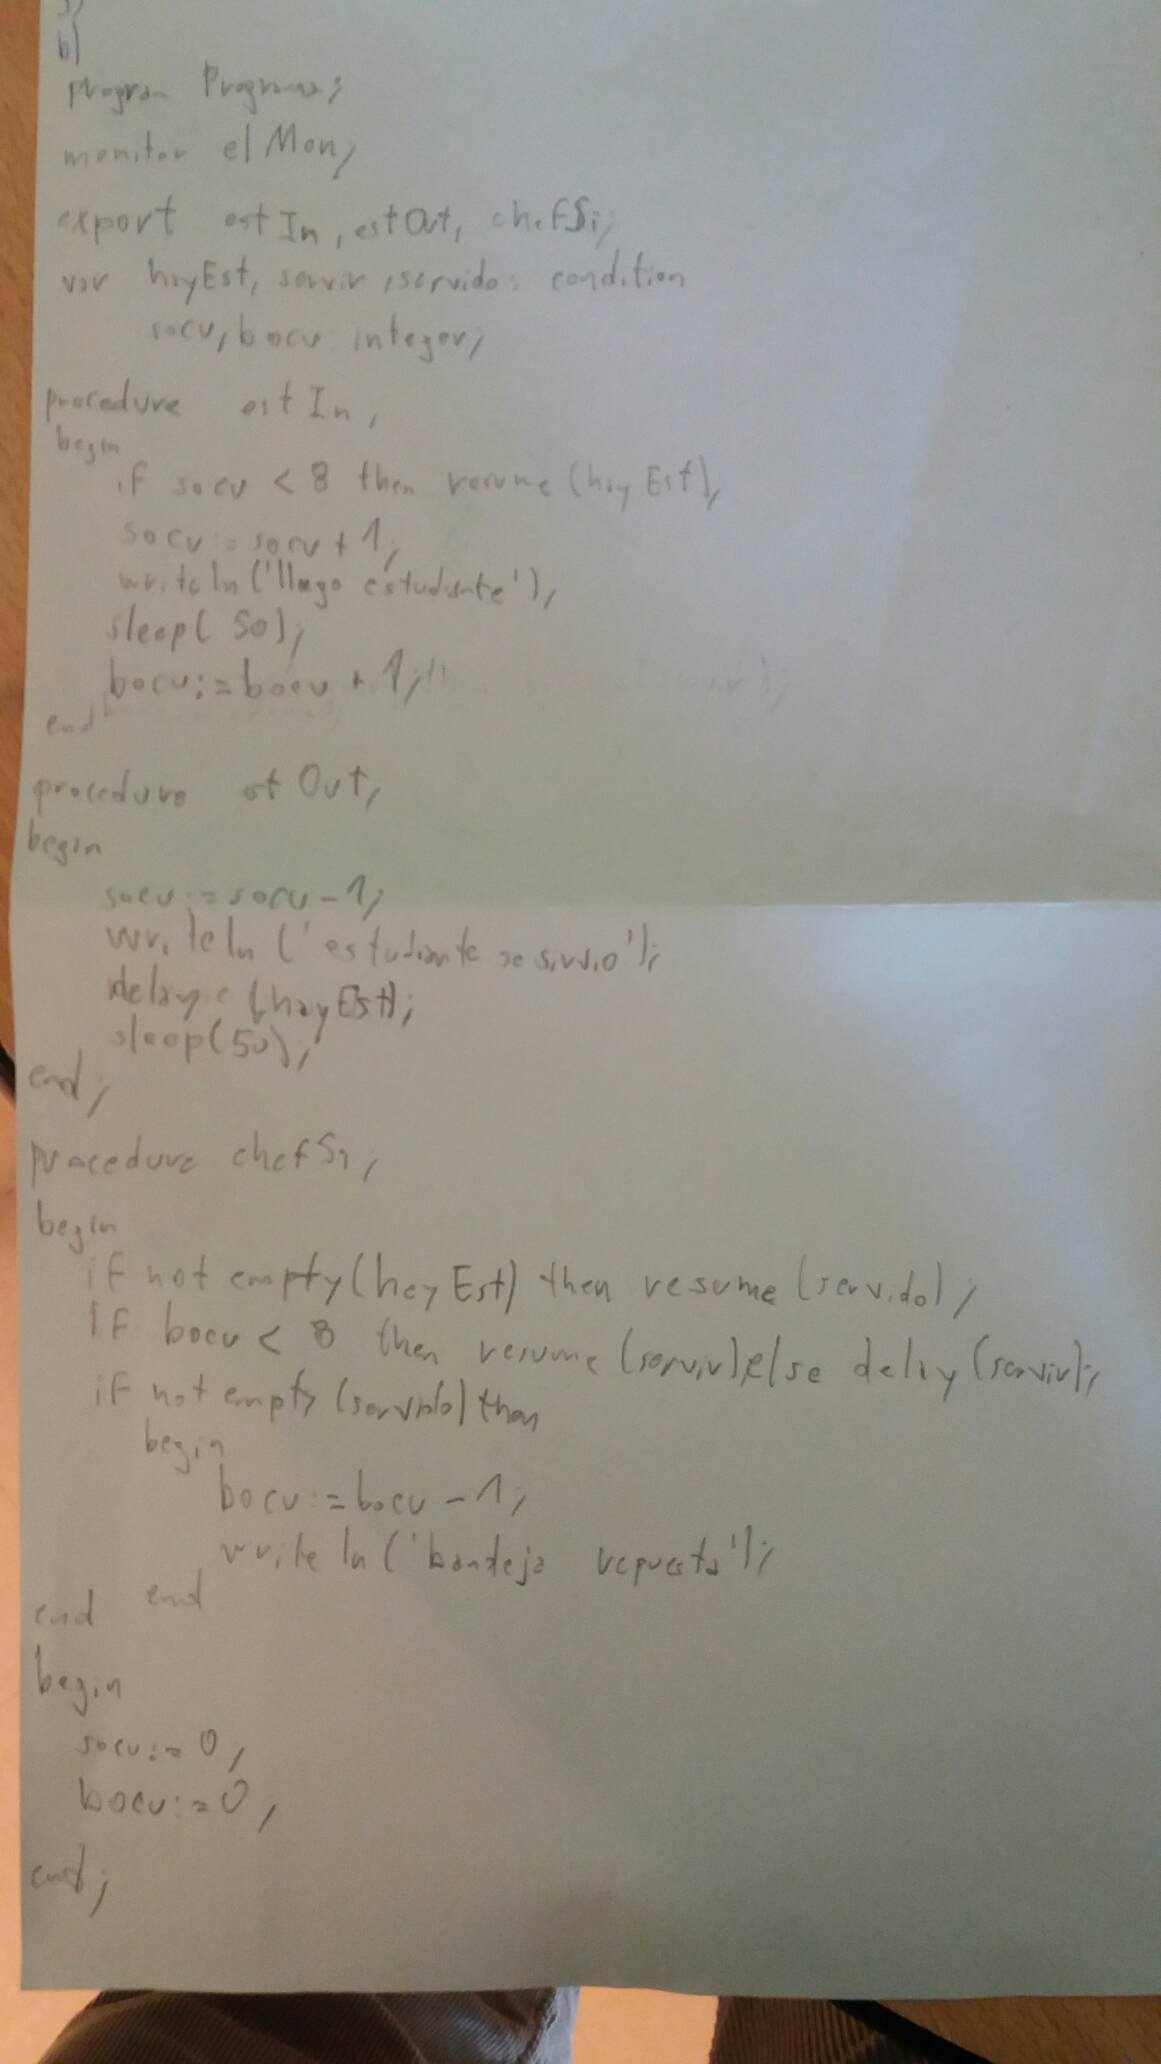 b)
program Programa;
monitor elMon;
export estIn, estOut, chefSi;
var hayEst, servir, servido: condition
socu, bocu: integer;
procedure estIn;
begin
if socu < 8 then resume (hayEst);
socu:=socu+1;
writeln('llego estudiante');
sleep(50);
bocu:=bocu + 1;
end
procedure estOut;
begin
socu:=socu-1;
writeln('estudiante se sirvio');
delay (hayEst);
sleep(50);
end;
procedure chefSi;
begin
if not empty(hayEst) then resume (servido);
if bocu < 8 then resume (servir) else delay (servir);
if not empty (servido) then
begin
bocu:=bocu-1;
writeln('bandeja repuesta');
end
end
begin
socu:=0;
bocu:=0;
end;